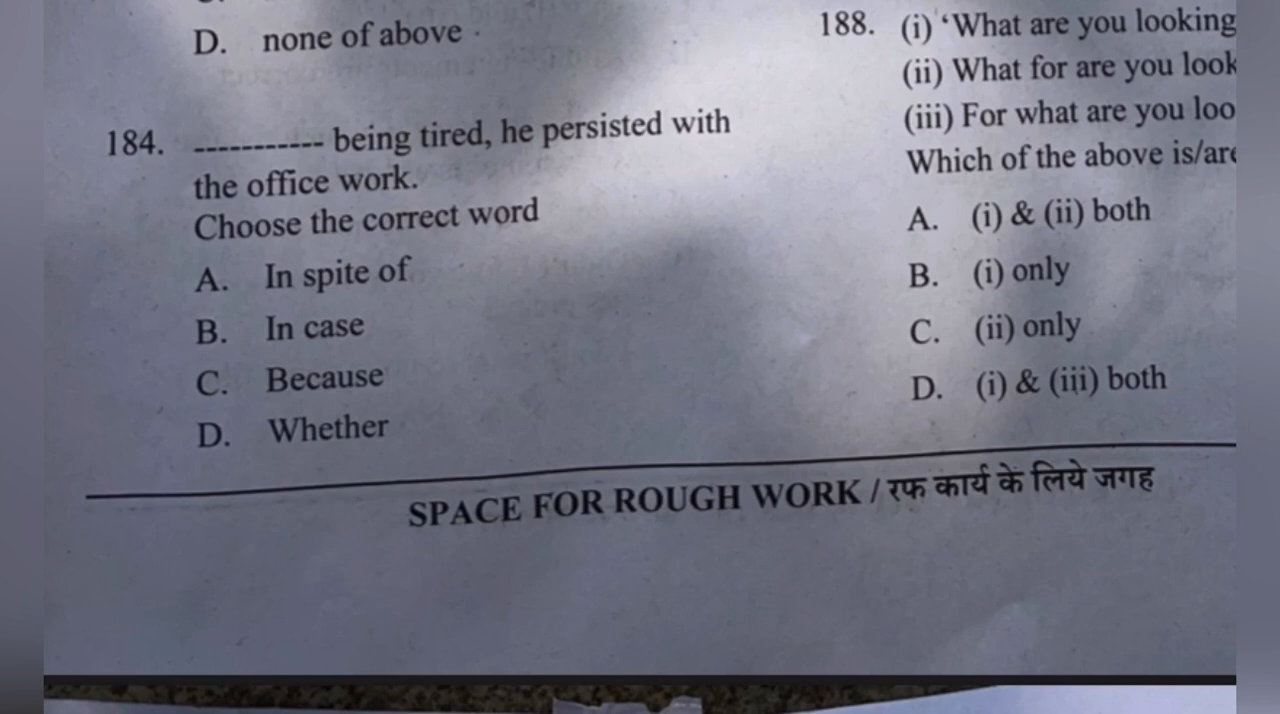 D. none of above
184. ----------- being tired, he persisted with
the office work.
Choose the correct word
A. In spite of
B. In case
C. Because
D. Whether
188. (i) ‘What are you looking
(ii) What for are you look
(iii) For what are you loo
Which of the above is/are
A. (i) & (ii) both
B. (i) only
C. (ii) only
D. (i) & (iii) both
SPACE FOR ROUGH WORK / रफ कार्य के लिये जगह